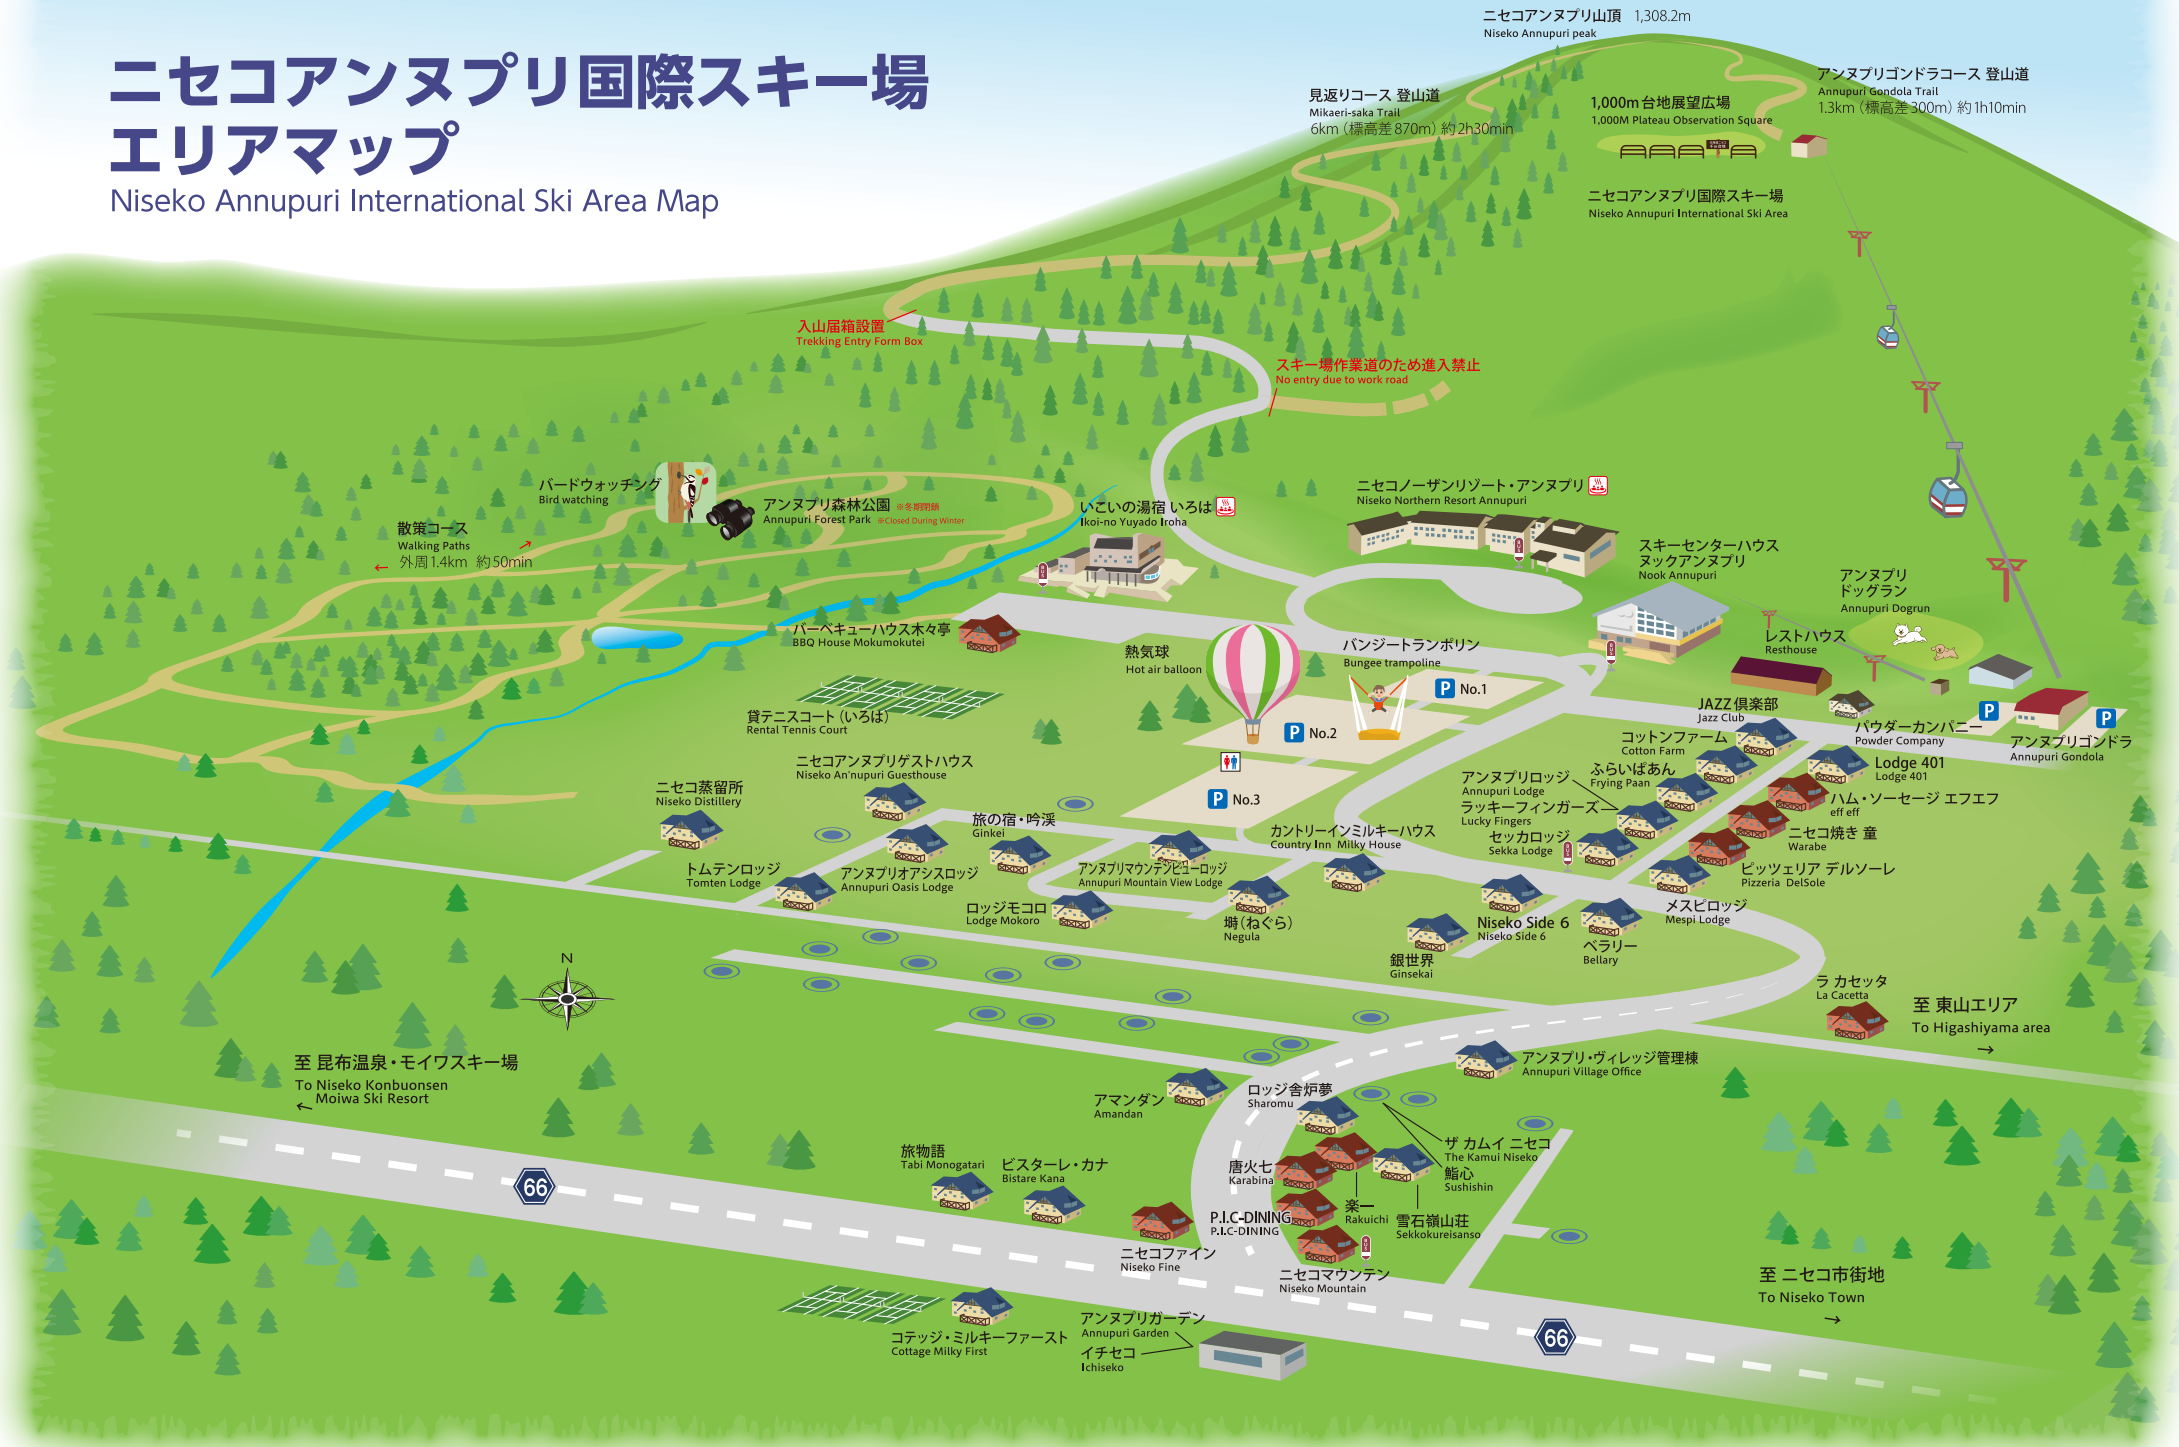 ニセコアンヌプリ国際スキー場
エリアマップ
Niseko Annupuri International Ski Area Map
ニセコアンヌプリ山頂 1,308.2m
Niseko Annupuri peak
アンヌプリゴンドラコース 登山道
Annupuri Gondola Trail
1.3km（標高差300m）約1h10min
見返りコース 登山道
Mikaeri-saka Trail
6km（標高差870m）約2h30min
1,000m台地展望広場
1,000M Plateau Observation Square
ニセコアンヌプリ国際スキー場
Niseko Annupuri International Ski Area
入山届箱設置
Trekking Entry Form Box
スキー場作業道のため進入禁止
No entry due to work road
バードウォッチング
Bird watching
アンヌプリ森林公園 ※冬期閉鎖
Annupuri Forest Park ※Closed During Winter
散策コース
Walking Paths
→
← 外周1.4km 約50min
いこいの湯宿 いろは
Ikoi-no Yuyado Iroha
BUS
ニセコノーザンリゾート・アンヌプリ
Niseko Northern Resort Annupuri
BUS
スキーセンターハウス
ヌックアンヌプリ
Nook Annupuri
BUS
アンヌプリ
ドッグラン
Annupuri Dogrun
レストハウス
Resthouse
バーベキューハウス木々亭
BBQ House Mokumokutei
熱気球
Hot air balloon
バンジートランポリン
Bungee trampoline
P No.1
P No.2
P No.3
貸テニスコート（いろは）
Rental Tennis Court
JAZZ倶楽部
Jazz Club
パウダーカンパニー
Powder Company
P
P
アンヌプリゴンドラ
Annupuri Gondola
コットンファーム
Cotton Farm
Lodge 401
Lodge 401
ふらいぱあん
Frying Paan
アンヌプリロッジ
Annupuri Lodge
ラッキーフィンガーズ
Lucky Fingers
セッカロッジ
Sekka Lodge
BUS
ハム・ソーセージ エフエフ
eff eff
ニセコ焼き 童
Warabe
ピッツェリア デルソーレ
Pizzeria DelSole
メスピロッジ
Mespi Lodge
ニセコアンヌプリゲストハウス
Niseko An'nupuri Guesthouse
ニセコ蒸留所
Niseko Distillery
旅の宿・吟渓
Ginkei
カントリーインミルキーハウス
Country Inn Milky House
トムテンロッジ
Tomten Lodge
アンヌプリオアシスロッジ
Annupuri Oasis Lodge
アンヌプリマウンテンビューロッジ
Annupuri Mountain View Lodge
ロッジモコロ
Lodge Mokoro
塒（ねぐら）
Negula
Niseko Side 6
Niseko Side 6
ベラリー
Bellary
銀世界
Ginsekai
N
ラ カセッタ
La Cacetta
至 東山エリア
To Higashiyama area
→
至 昆布温泉・モイワスキー場
To Niseko Konbuonsen
Moiwa Ski Resort
←
アンヌプリ・ヴィレッジ管理棟
Annupuri Village Office
アマンダン
Amandan
ロッジ舎炉夢
Sharomu
ザ カムイ ニセコ
The Kamui Niseko
鮨心
Sushishin
旅物語
Tabi Monogatari
ビスターレ・カナ
Bistare Kana
唐火七
Karabina
楽一
Rakuichi
雪石嶺山荘
Sekkokureisanso
P.I.C-DINING
P.I.C-DINING
66
ニセコファイン
Niseko Fine
ニセコマウンテン
Niseko Mountain
BUS
至 ニセコ市街地
To Niseko Town
→
コテッジ・ミルキーファースト
Cottage Milky First
アンヌプリガーデン
Annupuri Garden
イチセコ
Ichiseko
66